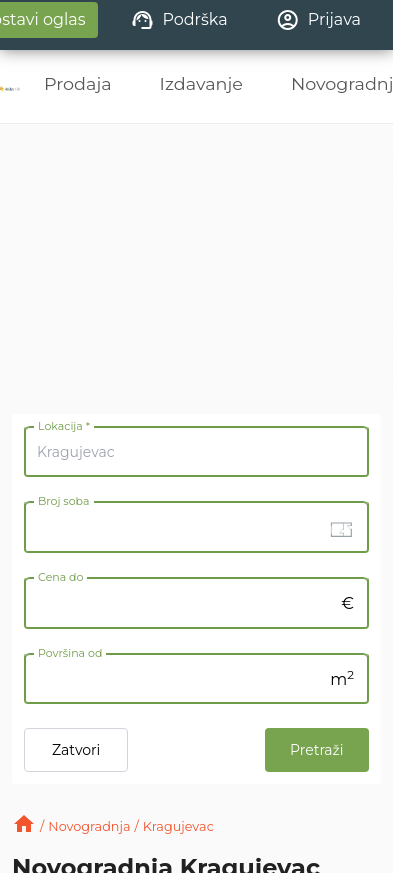 ostavi oglas Podrška Prijava
Prodaja Izdavanje Novogradnj
Lokacija *
Kragujevac
Broj soba
Cena do
€
Površina od
m²
Zatvori Pretraži
/ Novogradnja / Kragujevac
Novogradnja Kragujevac